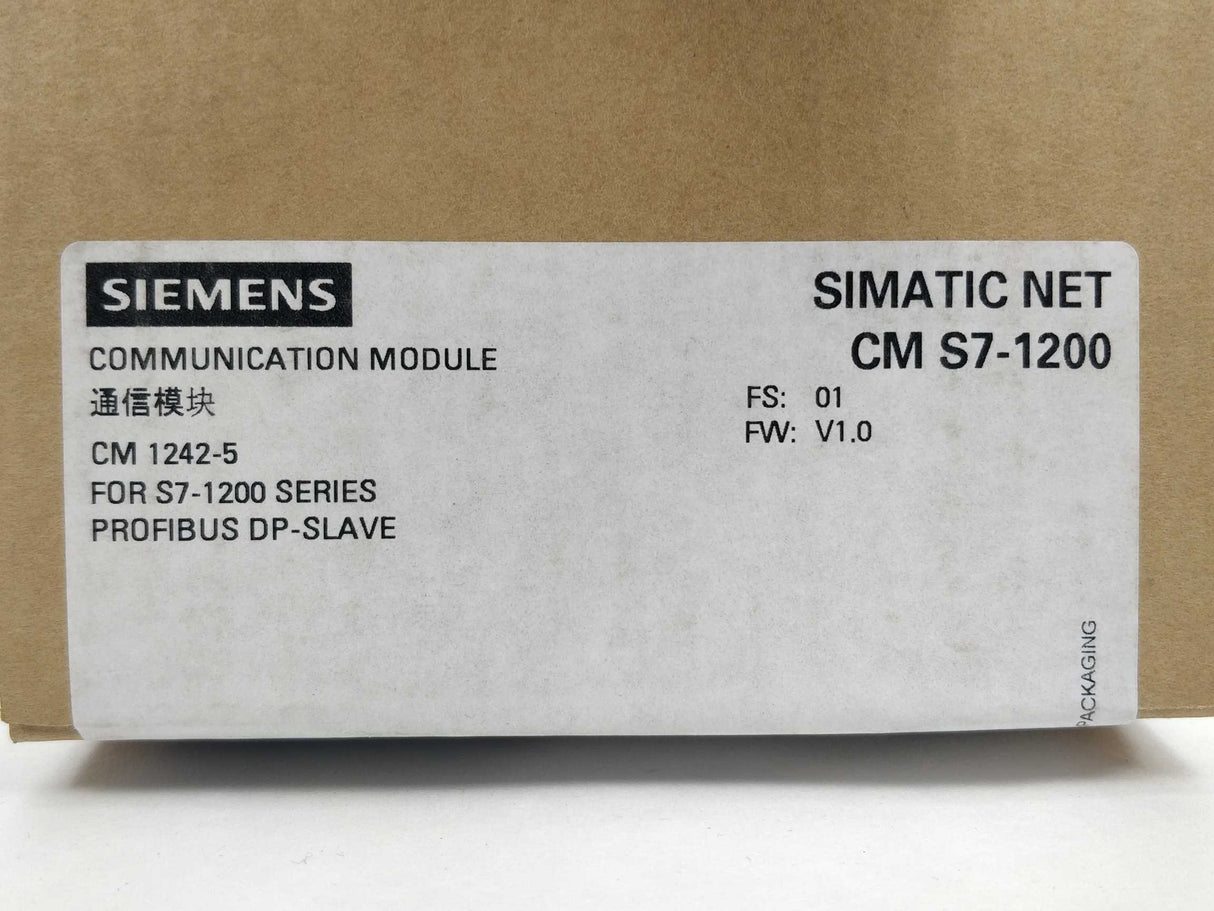 SIEMENS
SIMATIC NET
CM S7-1200
COMMUNICATION MODULE
通信模块
FS: 01
FW: V1.0
CM 1242-5
FOR S7-1200 SERIES
PROFIBUS DP-SLAVE
PACKAGING